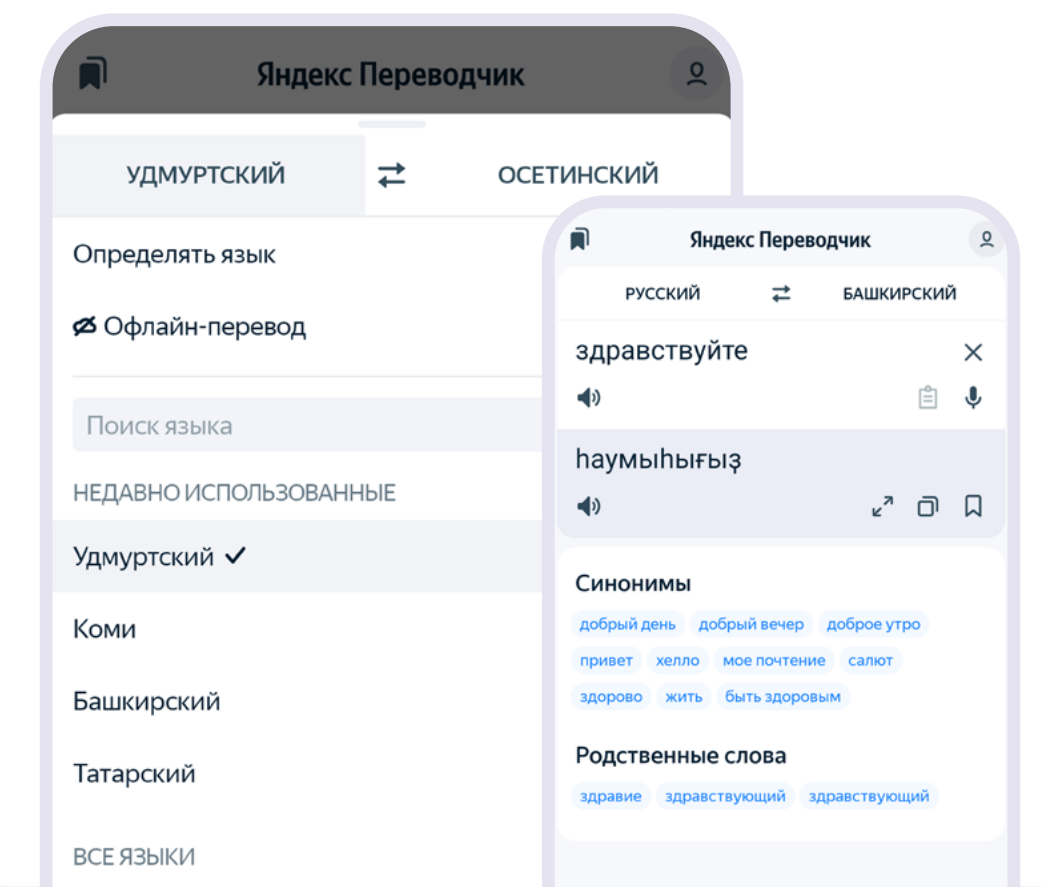 Яндекс Переводчик
УДМУРТСКИЙ
ОСЕТИНСКИЙ
Определять язык
Офлайн-перевод
Поиск языка
НЕДАВНО ИСПОЛЬЗОВАННЫЕ
Удмуртский
Коми
Башкирский
Татарский
ВСЕ ЯЗЫКИ
Яндекс Переводчик
РУССКИЙ
БАШКИРСКИЙ
здравствуйте
һаумыһығыҙ
Синонимы
добрый день добрый вечер доброе утро
привет хелло мое почтение салют
здорово жить быть здоровым
Родственные слова
здравие здравствующий здравствующий